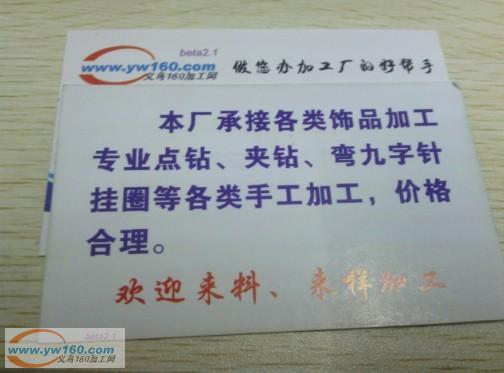 beta2.1
www.yw160.com
义乌160加工网
做您办加工厂的好帮手
本厂承接各类饰品加工
专业点钻、夹钻、弯九字针
挂圈等各类手工加工，价格
合理。
欢迎来料、来样加工
beta2.1
www.yw160.com
义乌160加工网